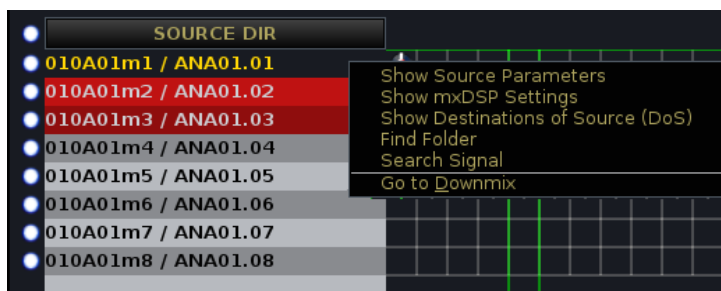 SOURCE DIR
010A01m1 / ANA01.01
010A01m2 / ANA01.02
010A01m3 / ANA01.03
010A01m4 / ANA01.04
010A01m5 / ANA01.05
010A01m6 / ANA01.06
010A01m7 / ANA01.07
010A01m8 / ANA01.08
Show Source Parameters
Show mxDSP Settings
Show Destinations of Source (DoS)
Find Folder
Search Signal
Go to Downmix